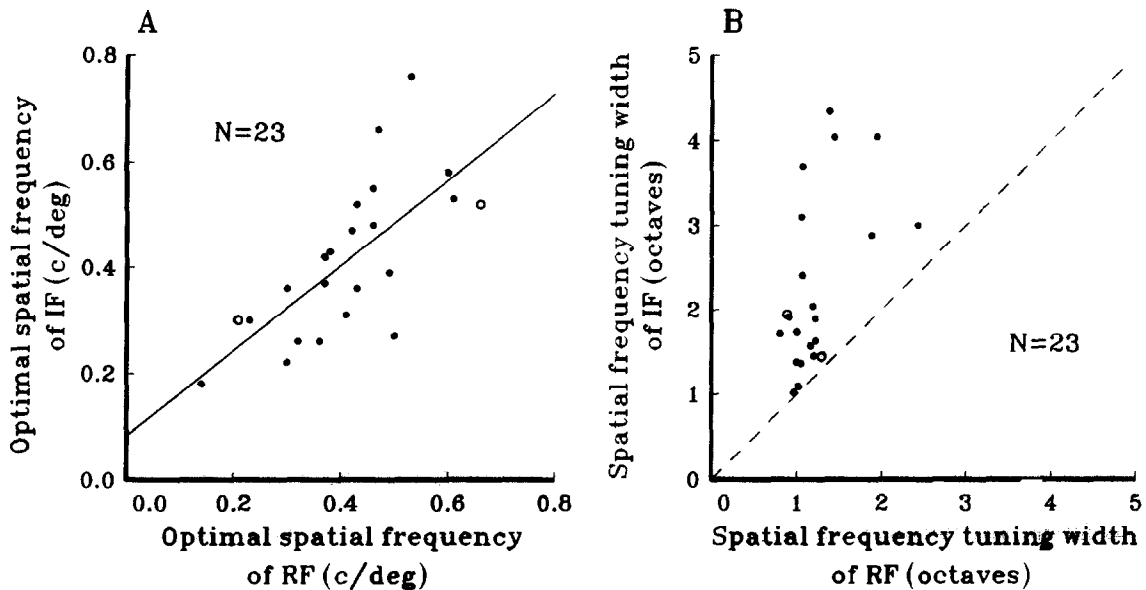 A
Optimal spatial frequency
of IF (c/deg)
0.8
0.6
0.4
0.2
0.0
N=23
0.0 0.2 0.4 0.6 0.8
Optimal spatial frequency
of RF (c/deg)
B
Spatial frequency tuning width
of IF (octaves)
5
4
3
2
1
0
N=23
0 1 2 3 4 5
Spatial frequency tuning width
of RF (octaves)